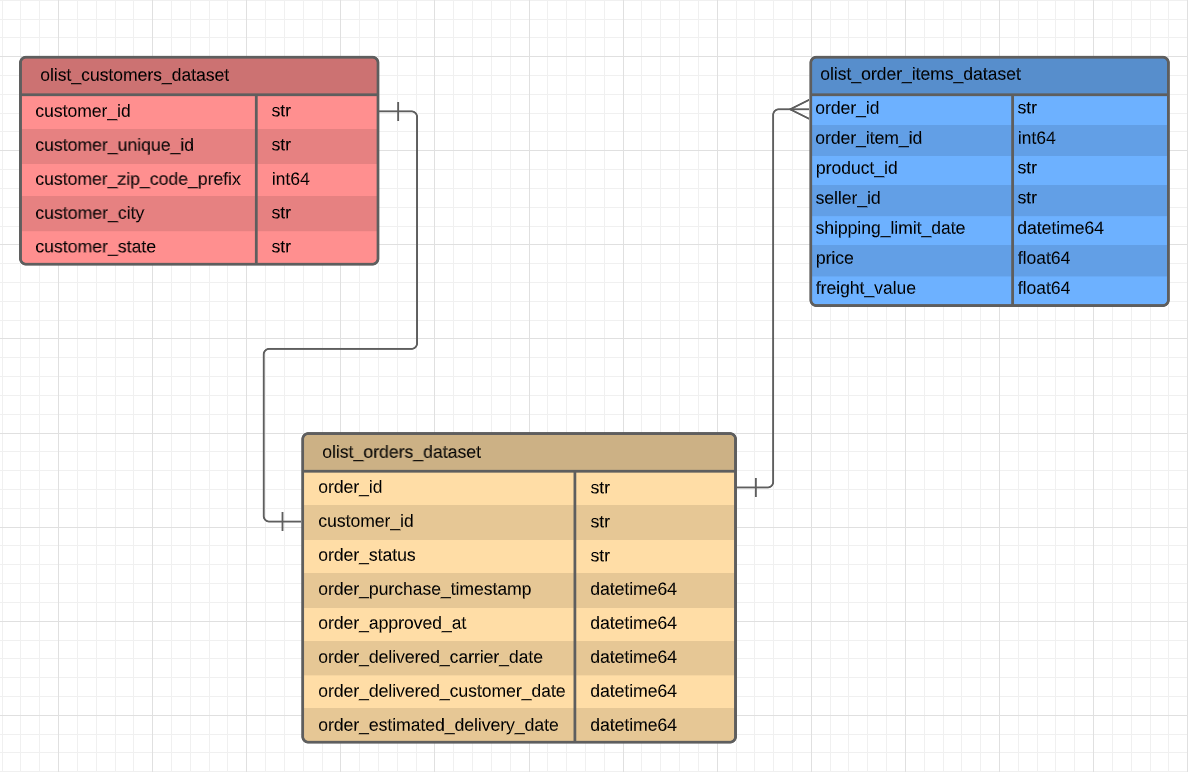 olist_customers_dataset
customer_id str
customer_unique_id str
customer_zip_code_prefix int64
customer_city str
customer_state str
olist_order_items_dataset
order_id str
order_item_id int64
product_id str
seller_id str
shipping_limit_date datetime64
price float64
freight_value float64
olist_orders_dataset
order_id str
customer_id str
order_status str
order_purchase_timestamp datetime64
order_approved_at datetime64
order_delivered_carrier_date datetime64
order_delivered_customer_date datetime64
order_estimated_delivery_date datetime64